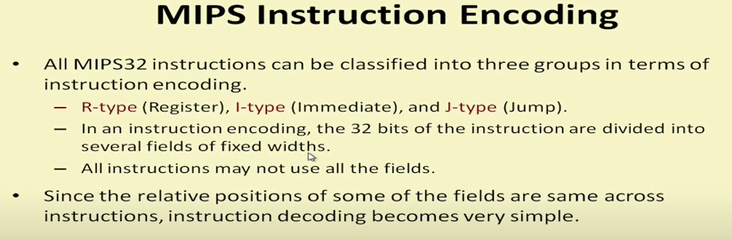 MIPS Instruction Encoding
• All MIPS32 instructions can be classified into three groups in terms of
instruction encoding.
– R-type (Register), I-type (Immediate), and J-type (Jump).
– In an instruction encoding, the 32 bits of the instruction are divided into
several fields of fixed widths.
– All instructions may not use all the fields.
• Since the relative positions of some of the fields are same across
instructions, instruction decoding becomes very simple.